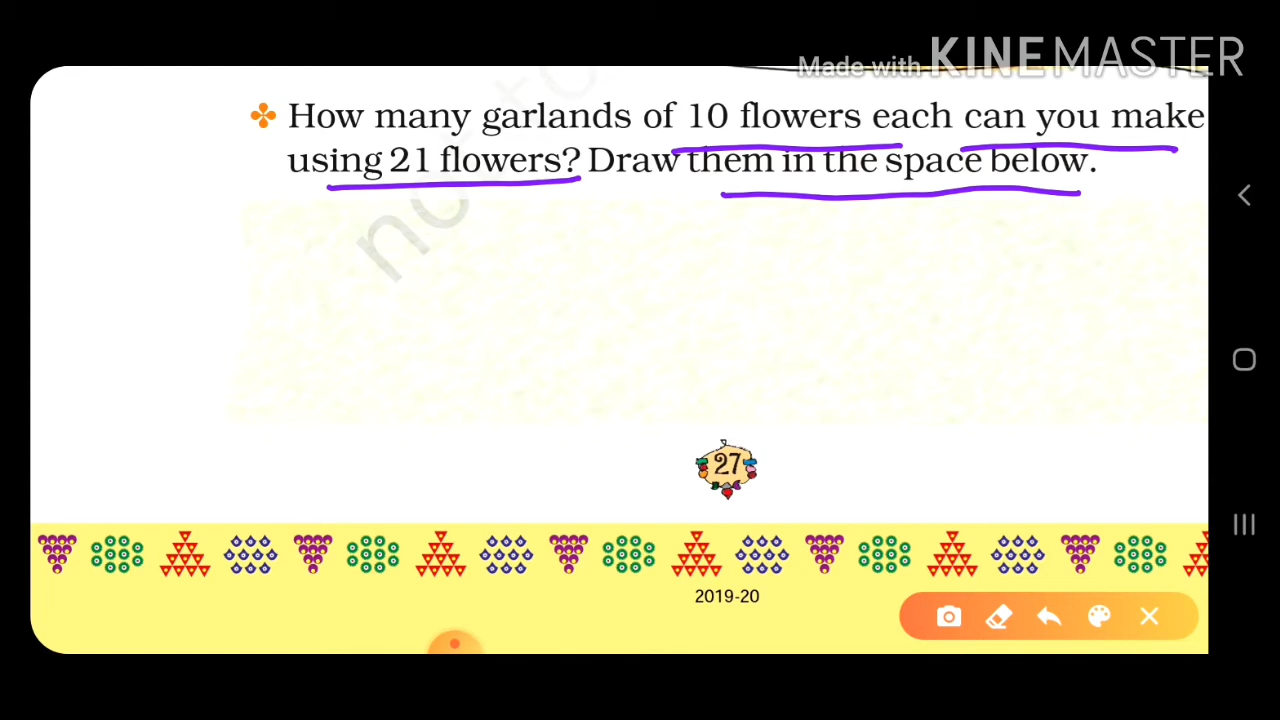 Made with KINEMASTER
How many garlands of 10 flowers each can you make
using 21 flowers? Draw them in the space below.
27
2019-20